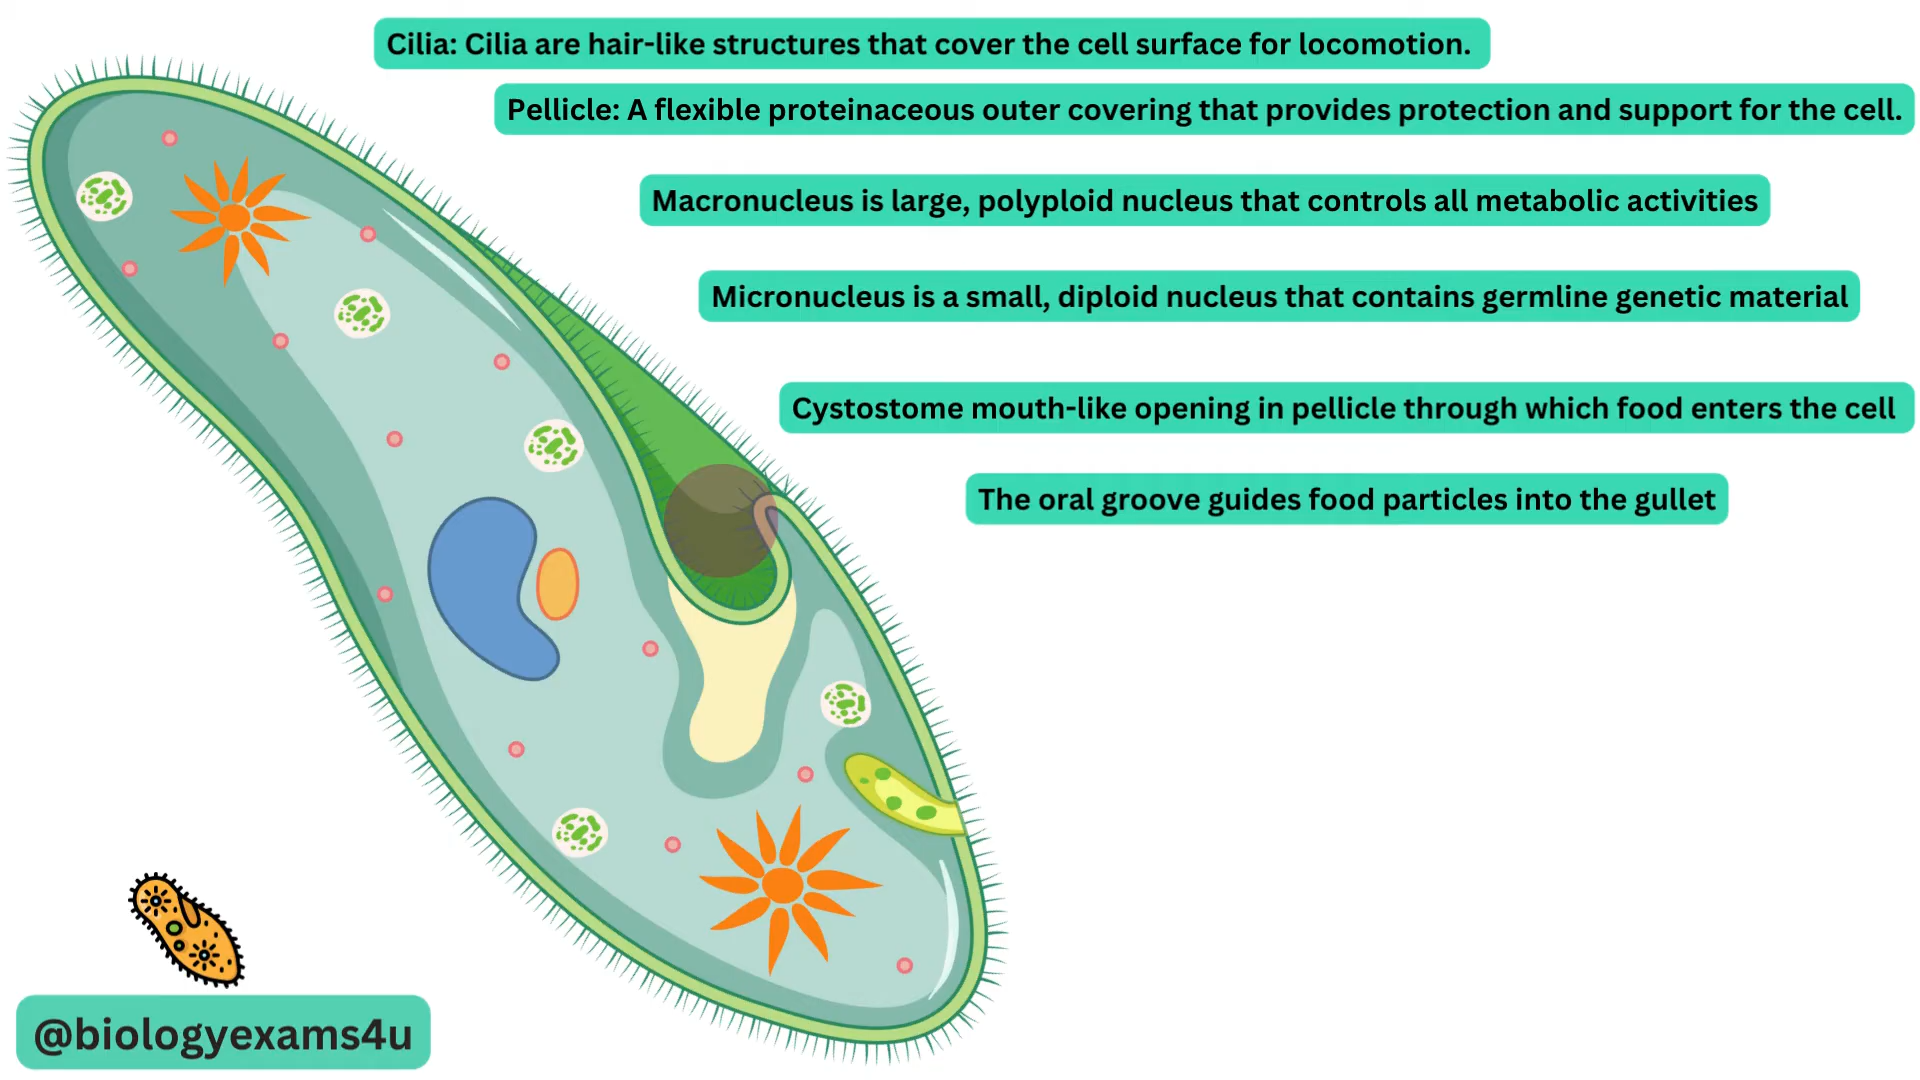 Cilia: Cilia are hair-like structures that cover the cell surface for locomotion.
Pellicle: A flexible proteinaceous outer covering that provides protection and support for the cell.
Macronucleus is large, polyploid nucleus that controls all metabolic activities
Micronucleus is a small, diploid nucleus that contains germline genetic material
Cystostome mouth-like opening in pellicle through which food enters the cell
The oral groove guides food particles into the gullet
@biologyexams4u